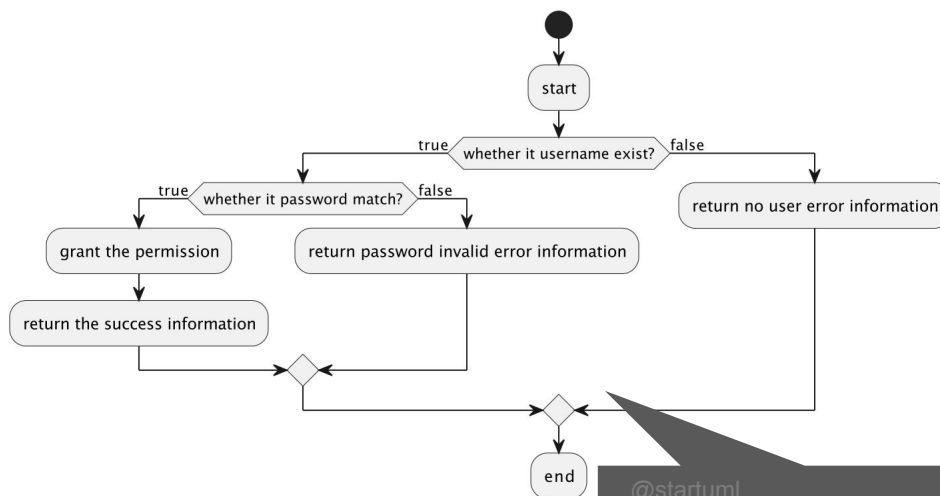 start
true
whether it username exist?
false
true
whether it password match?
false
return no user error information
grant the permission
return password invalid error information
return the success information
end
@startuml